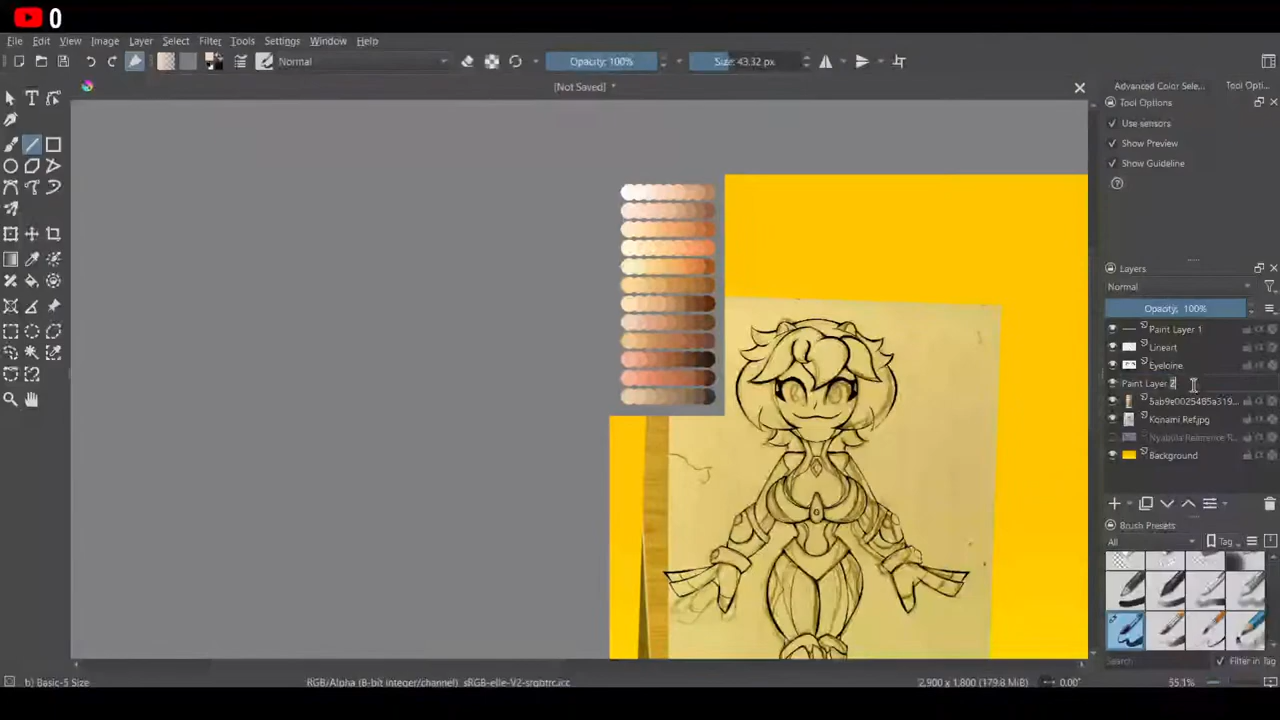 0
File Edit View Image Layer Select Filter Tools Settings Window Help
Normal
Opacity: 100%
Size: 43.32 px
[Not Saved] *
Advanced Color Sele...
Tool Opti...
Tool Options
Use sensors
Show Preview
Show Guideline
Layers
Normal
Opacity: 100%
Paint Layer 1
Lineart
Eyeloine
Paint Layer 2
5ab9e0025485a319...
Konami Ref.jpg
Nyabula Reference R...
Background
Brush Presets
All
Tag
Search
Filter in Tag
b) Basic-5 Size
RGB/Alpha (8-bit integer/channel) sRGB-elle-V2-srgbtrc.icc
2,900 x 1,800 (179.8 MiB)
0.00°
55.1%